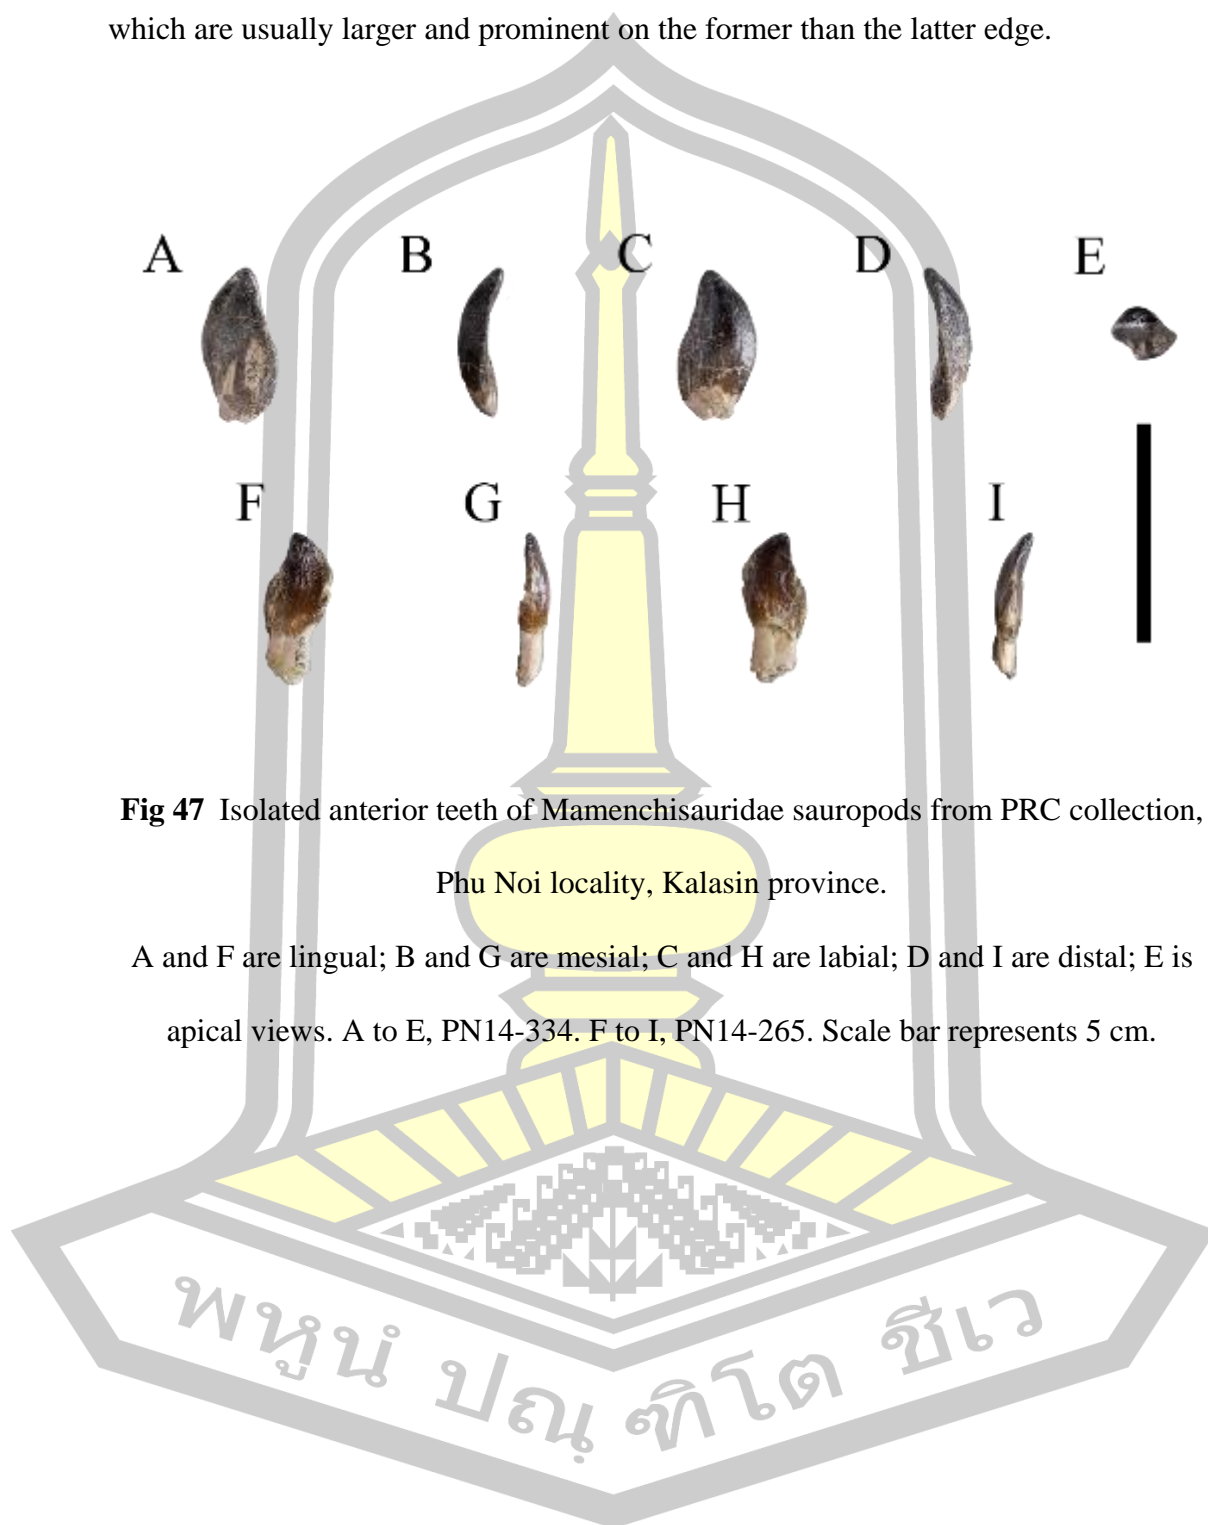 which are usually larger and prominent on the former than the latter edge.
A B C D E
F G H I
Fig 47 Isolated anterior teeth of Mamenchisauridae sauropods from PRC collection,
Phu Noi locality, Kalasin province.
A and F are lingual; B and G are mesial; C and H are labial; D and I are distal; E is
apical views. A to E, PN14-334. F to I, PN14-265. Scale bar represents 5 cm.
พหูนํ ปณฺ ฑิโต ชีเว